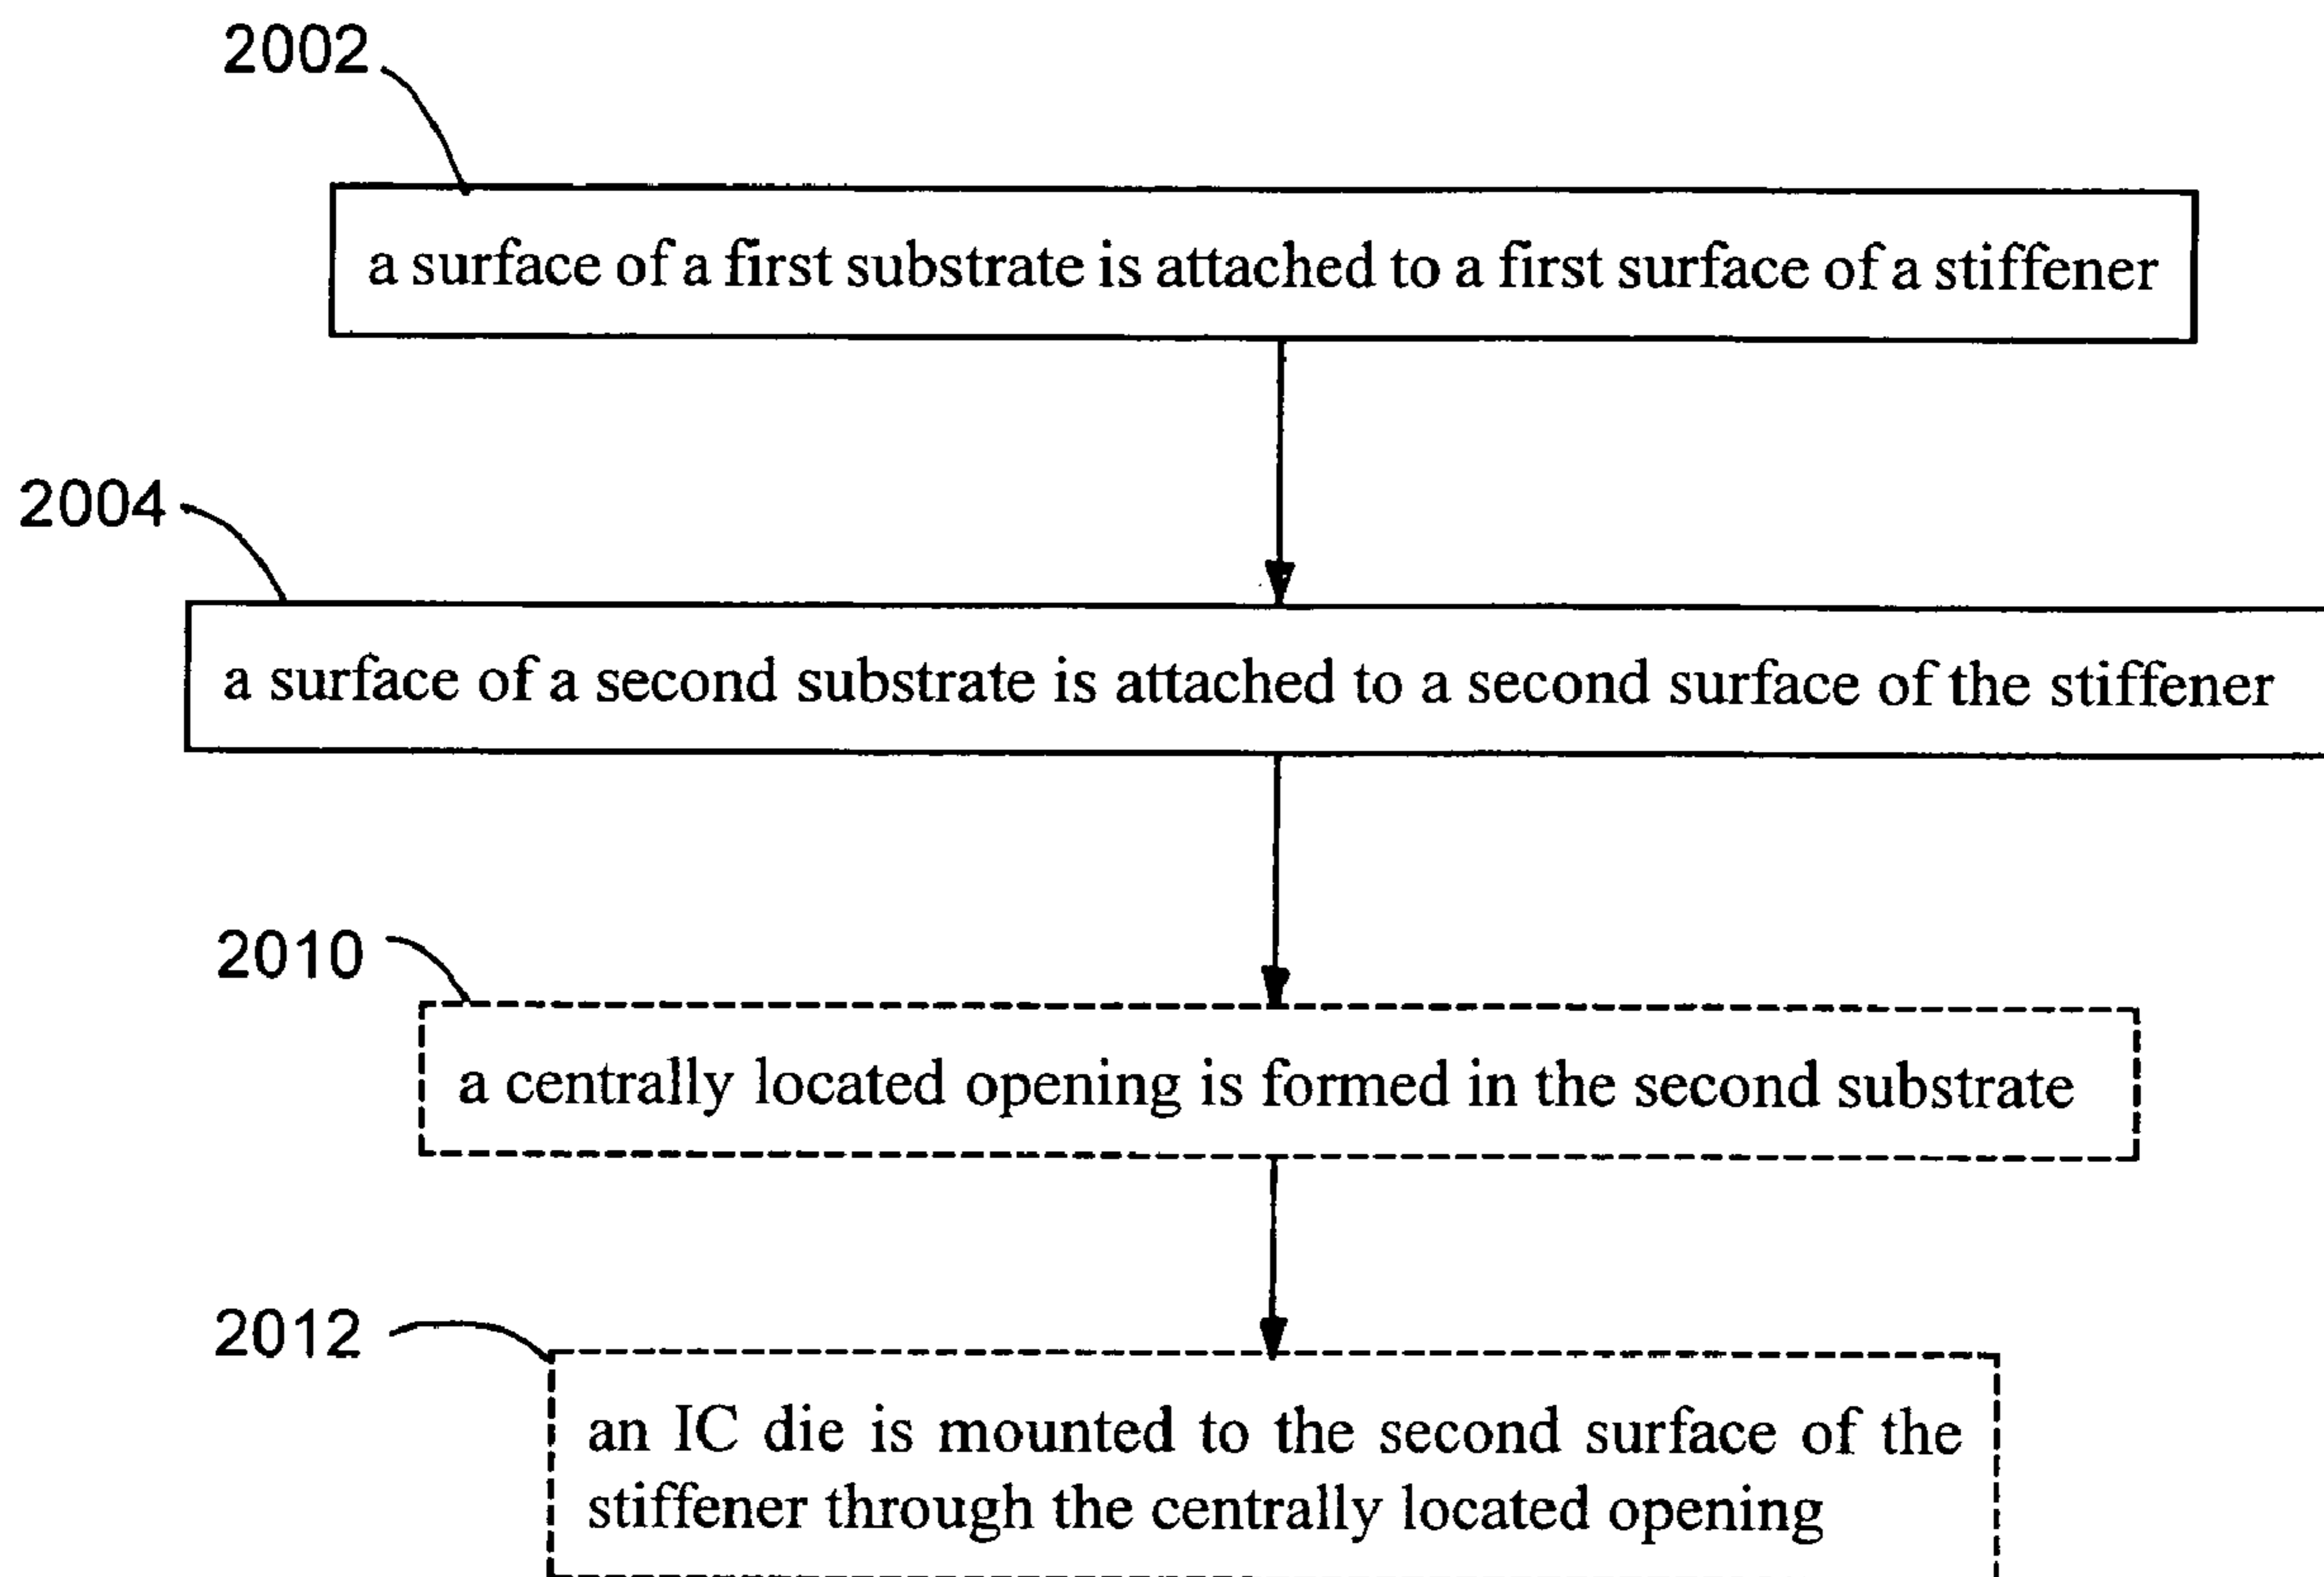 2002
a surface of a first substrate is attached to a first surface of a stiffener
2004
a surface of a second substrate is attached to a second surface of the stiffener
2010
a centrally located opening is formed in the second substrate
2012
an IC die is mounted to the second surface of the
stiffener through the centrally located opening